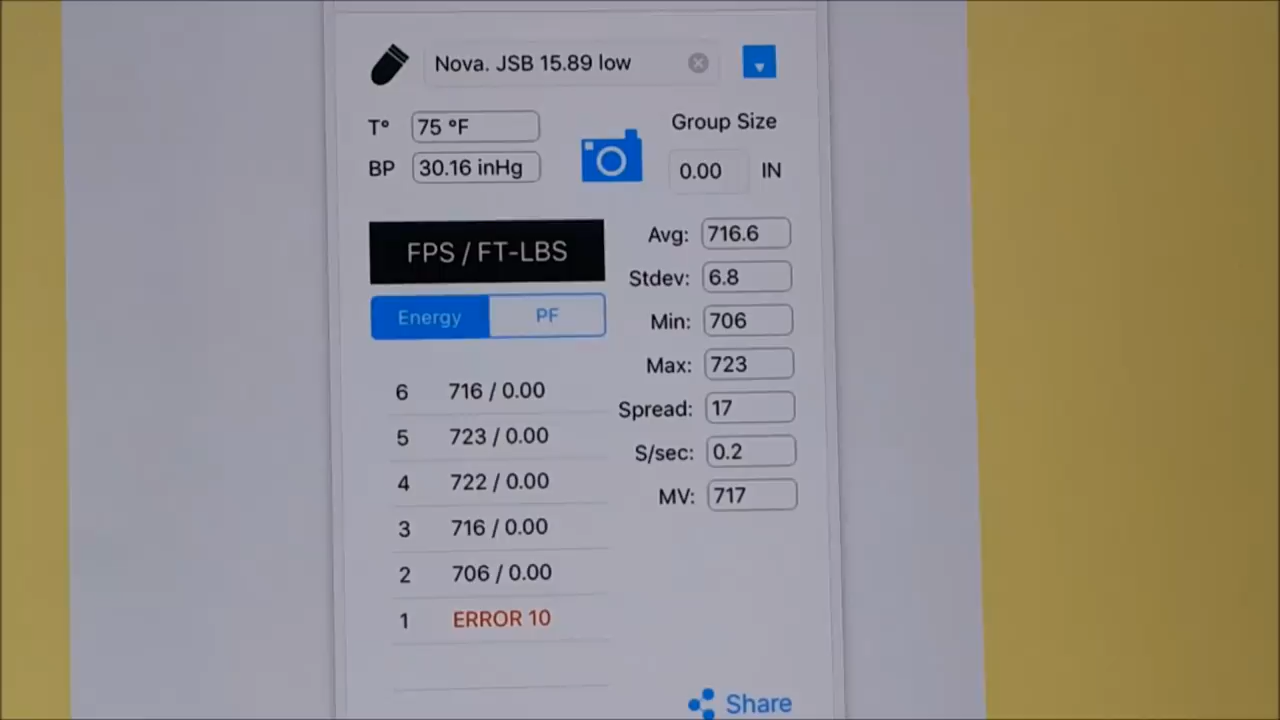 Nova. JSB 15.89 low
T° 75 °F
BP 30.16 inHg
Group Size
0.00 IN
FPS / FT-LBS
Energy PF
Avg: 716.6
Stdev: 6.8
Min: 706
Max: 723
Spread: 17
S/sec: 0.2
MV: 717
6 716 / 0.00
5 723 / 0.00
4 722 / 0.00
3 716 / 0.00
2 706 / 0.00
1 ERROR 10
Share